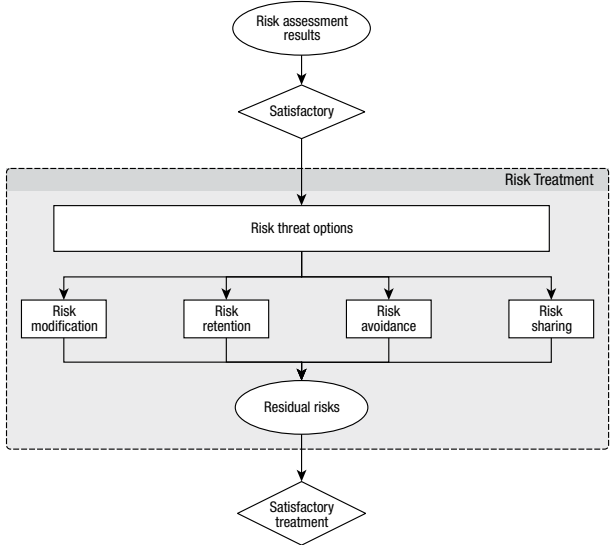 Risk assessment
results
Satisfactory
Risk Treatment
Risk threat options
Risk
modification
Risk
retention
Risk
avoidance
Risk
sharing
Residual risks
Satisfactory
treatment